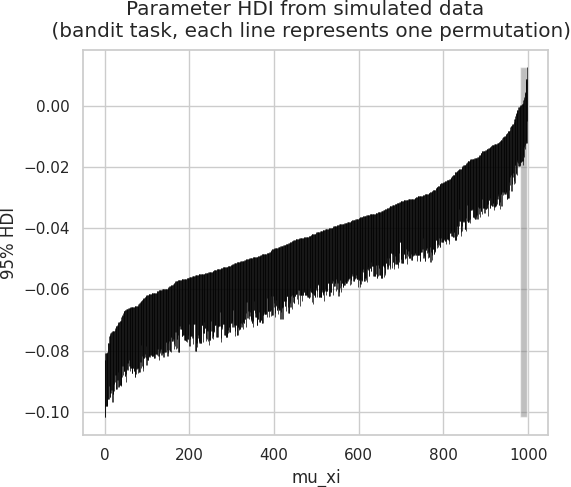 Parameter HDI from simulated data
(bandit task, each line represents one permutation)
0.00
−0.02
−0.04
−0.06
−0.08
−0.10
95% HDI
0 200 400 600 800 1000
mu_xi